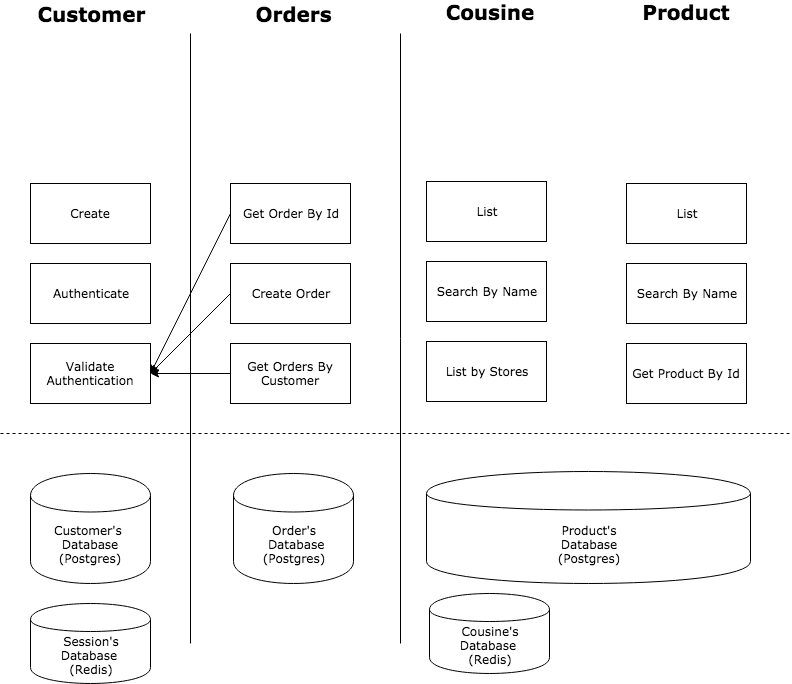 Customer
Orders
Cousine
Product
Create
Get Order By Id
List
List
Authenticate
Create Order
Search By Name
Search By Name
Validate
Authentication
Get Orders By
Customer
List by Stores
Get Product By Id
Customer's
Database
(Postgres)
Order's
Database
(Postgres)
Product's
Database
(Postgres)
Session's
Database
(Redis)
Cousine's
Database
(Redis)